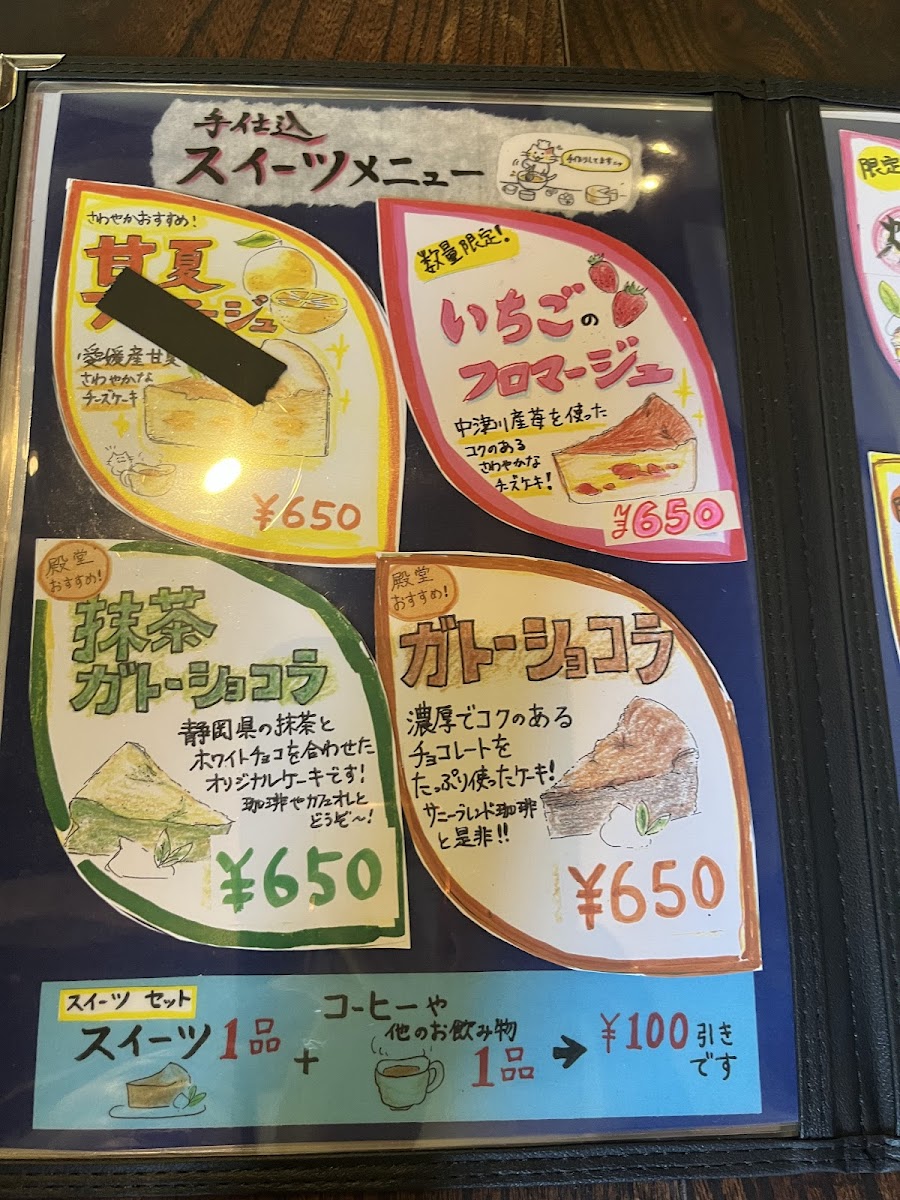 手仕込
スイーツメニュー
手作りしてます
さわやかおすすめ!
甘夏
ージュ
愛媛産甘夏
さわやかな
チーズケーキ
¥650
数量限定!
いちごの
フロマージュ
中津川産苺を使った
コクのある
さわやかな
チーズケーキ!
¥650
殿堂
おすすめ!
抹茶
ガトーショコラ
静岡県の抹茶と
ホワイトチョコを合わせた
オリジナルケーキです!
珈琲やカフェオレと
どうぞ〜!
¥650
殿堂
おすすめ!
ガトーショコラ
濃厚でコクのある
チョコレートを
たっぷり使ったケーキ!
サニーブレンド珈琲
と是非!!
¥650
スイーツ セット
スイーツ1品
+
コーヒーや
他のお飲み物
1品
→
¥100引き
です
限定